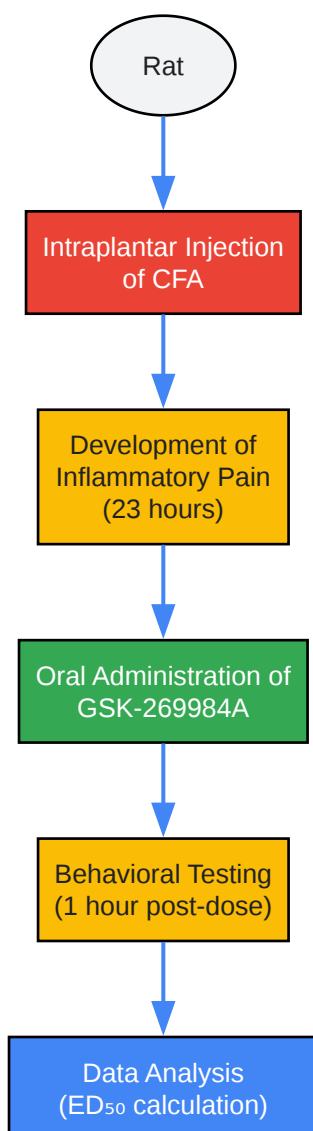 Rat
Intraplantar Injection
of CFA
Development of
Inflammatory Pain
(23 hours)
Oral Administration of
GSK-269984A
Behavioral Testing
(1 hour post-dose)
Data Analysis
(ED₅₀ calculation)